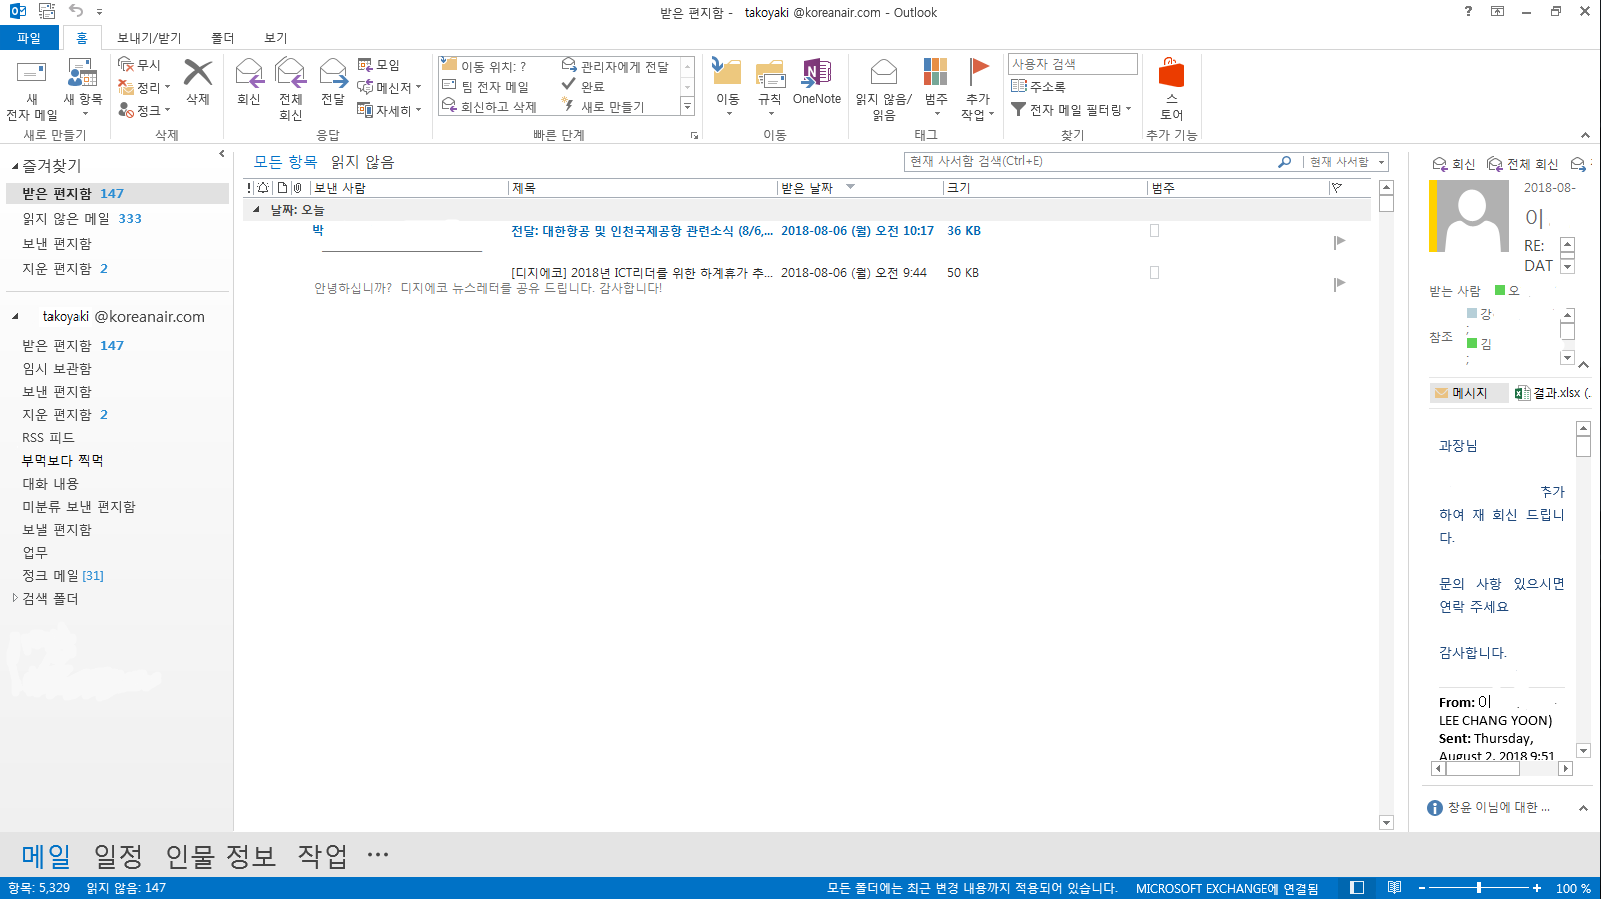 받은 편지함 - takoyaki @koreanair.com - Outlook
파일 홈 보내기/받기 폴더 보기
새 전자 메일
새 항목
무시
정리
정크
삭제
회신
전체 회신
전달
모임
메신저
자세히
이동 위치: ?
팀 전자 메일
회신하고 삭제
관리자에게 전달
완료
새로 만들기
이동
규칙
OneNote
읽지 않음/읽음
범주
추가 작업
사용자 검색
주소록
전자 메일 필터링
스토어
새로 만들기 삭제 응답 빠른 단계 이동 태그 찾기 추가 기능
즐겨찾기
받은 편지함 147
읽지 않은 메일 333
보낸 편지함
지운 편지함 2
takoyaki @koreanair.com
받은 편지함 147
임시 보관함
보낸 편지함
지운 편지함 2
RSS 피드
부먹보다 찍먹
대화 내용
미분류 보낸 편지함
보낼 편지함
업무
정크 메일 [31]
검색 폴더
모든 항목 읽지 않음
현재 사서함 검색(Ctrl+E) 현재 사서함
보낸 사람 제목 받은 날짜 크기 범주
날짜: 오늘
박 전달: 대한항공 및 인천국제공항 관련소식 (8/6,... 2018-08-06 (월) 오전 10:17 36 KB
[디지에코] 2018년 ICT리더를 위한 하계휴가 추... 2018-08-06 (월) 오전 9:44 50 KB
안녕하십니까? 디지에코 뉴스레터를 공유 드립니다. 감사합니다!
회신 전체 회신
2018-08-
이
RE:
DAT
받는 사람 오
참조 강
;
김
;
메시지 결과.xlsx (.
과장님
추가
하여 재 회신 드립니
다.
문의 사항 있으시면
연락 주세요
감사합니다.
From: 이
LEE CHANG YOON)
Sent: Thursday,
August 2, 2018 9:51
창윤 이님에 대한 ...
메일 일정 인물 정보 작업 ···
항목: 5,329 읽지 않음: 147 모든 폴더에는 최근 변경 내용까지 적용되어 있습니다. MICROSOFT EXCHANGE에 연결됨 100 %